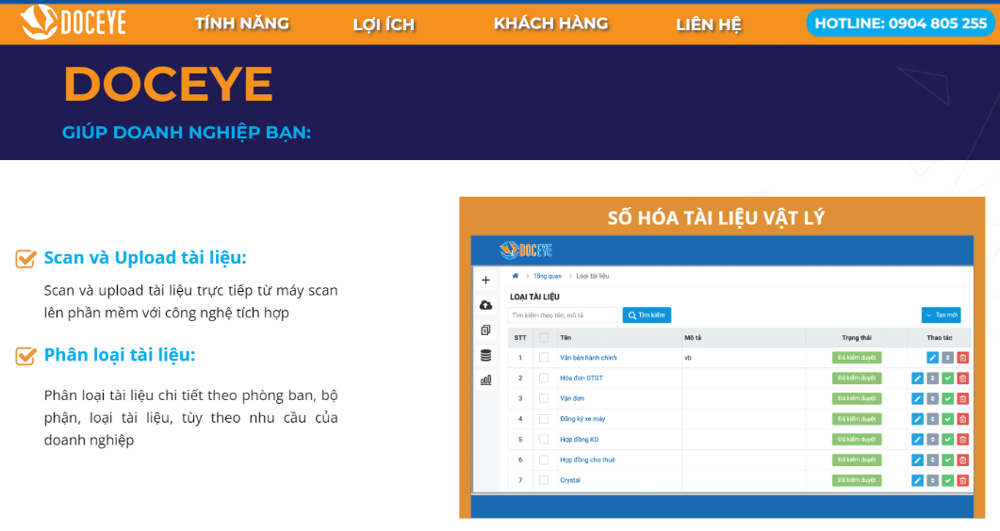 DOCEYE
TÍNH NĂNG
LỢI ÍCH
KHÁCH HÀNG
LIÊN HỆ
HOTLINE: 0904 805 255
DOCEYE
GIÚP DOANH NGHIỆP BẠN:
Scan và Upload tài liệu:
Scan và upload tài liệu trực tiếp từ máy scan
lên phần mềm với công nghệ tích hợp
Phân loại tài liệu:
Phân loại tài liệu chi tiết theo phòng ban, bộ
phận, loại tài liệu, tùy theo nhu cầu của
doanh nghiệp
SỐ HÓA TÀI LIỆU VẬT LÝ
DOCEYE
Tổng quan > Loại tài liệu
LOẠI TÀI LIỆU
Tìm kiếm theo tên, mô tả
Tìm kiếm
Tạo mới
STT Tên Mô tả Trạng thái Thao tác
1 Văn bản hành chính vb Đã kiểm duyệt
2 Hóa đơn GTGT Đã kiểm duyệt
3 Vận đơn Đã kiểm duyệt
4 Đăng ký xe máy Đã kiểm duyệt
5 Hợp đồng KD Đã kiểm duyệt
6 Hợp đồng cho thuê Đã kiểm duyệt
7 Crystal Đã kiểm duyệt